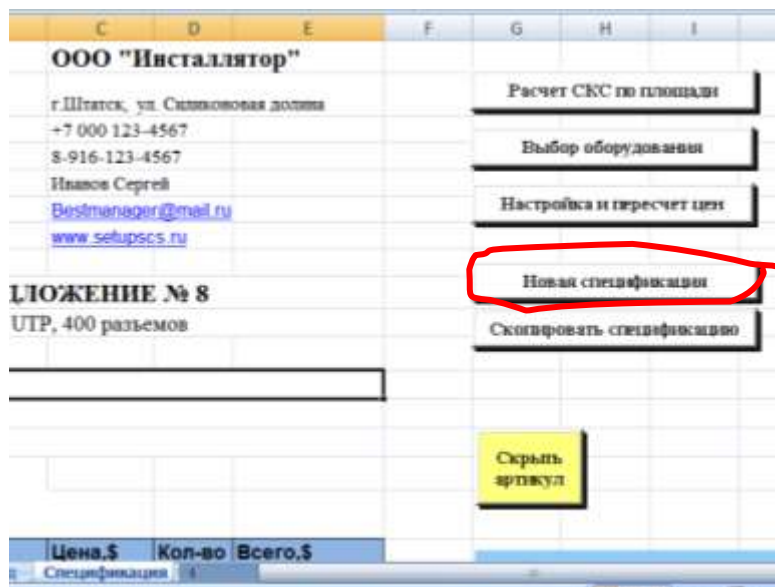 C D E F G H I
ООО "Инсталлятор"
г.Штатск, ул. Силиконовая долина
+7 000 123-4567
8-916-123-4567
Иванов Сергей
Bestmanager@mail.ru
www.setupscs.ru
ДЛОЖЕНИЕ № 8
UTP, 400 разъемов
Расчет СКС по площади
Выбор оборудования
Настройка и пересчет цен
Новая спецификация
Скопировать спецификацию
Скрыть
артикул
Цена,$ Кол-во Всего,$
Спецификация